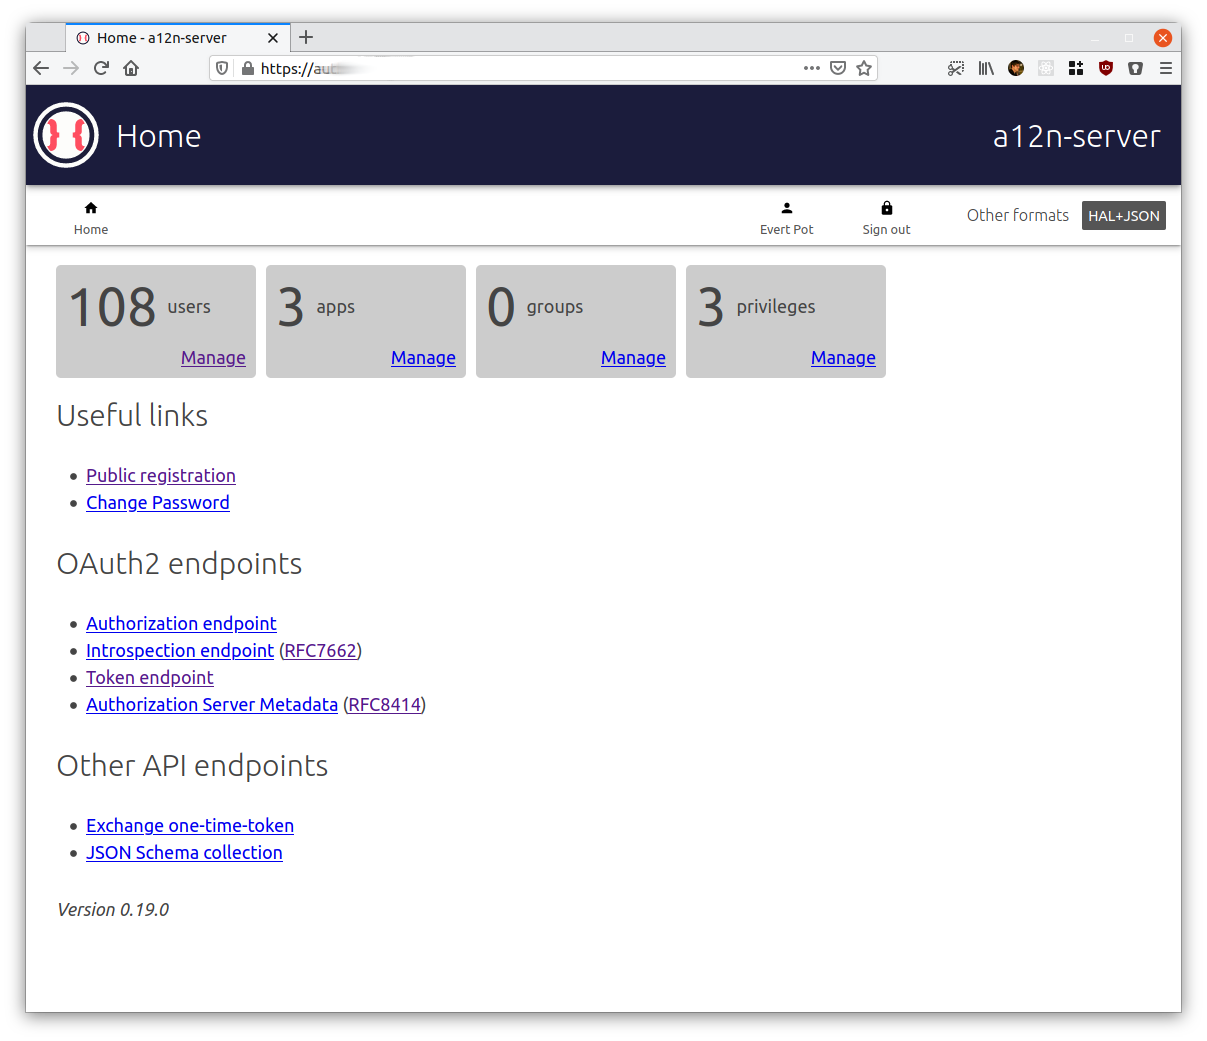 Home - a12n-server
https://
Home
a12n-server
Home
Evert Pot
Sign out
Other formats
HAL+JSON
108 users
Manage
3 apps
Manage
0 groups
Manage
3 privileges
Manage
Useful links
Public registration
Change Password
OAuth2 endpoints
Authorization endpoint
Introspection endpoint (RFC7662)
Token endpoint
Authorization Server Metadata (RFC8414)
Other API endpoints
Exchange one-time-token
JSON Schema collection
Version 0.19.0